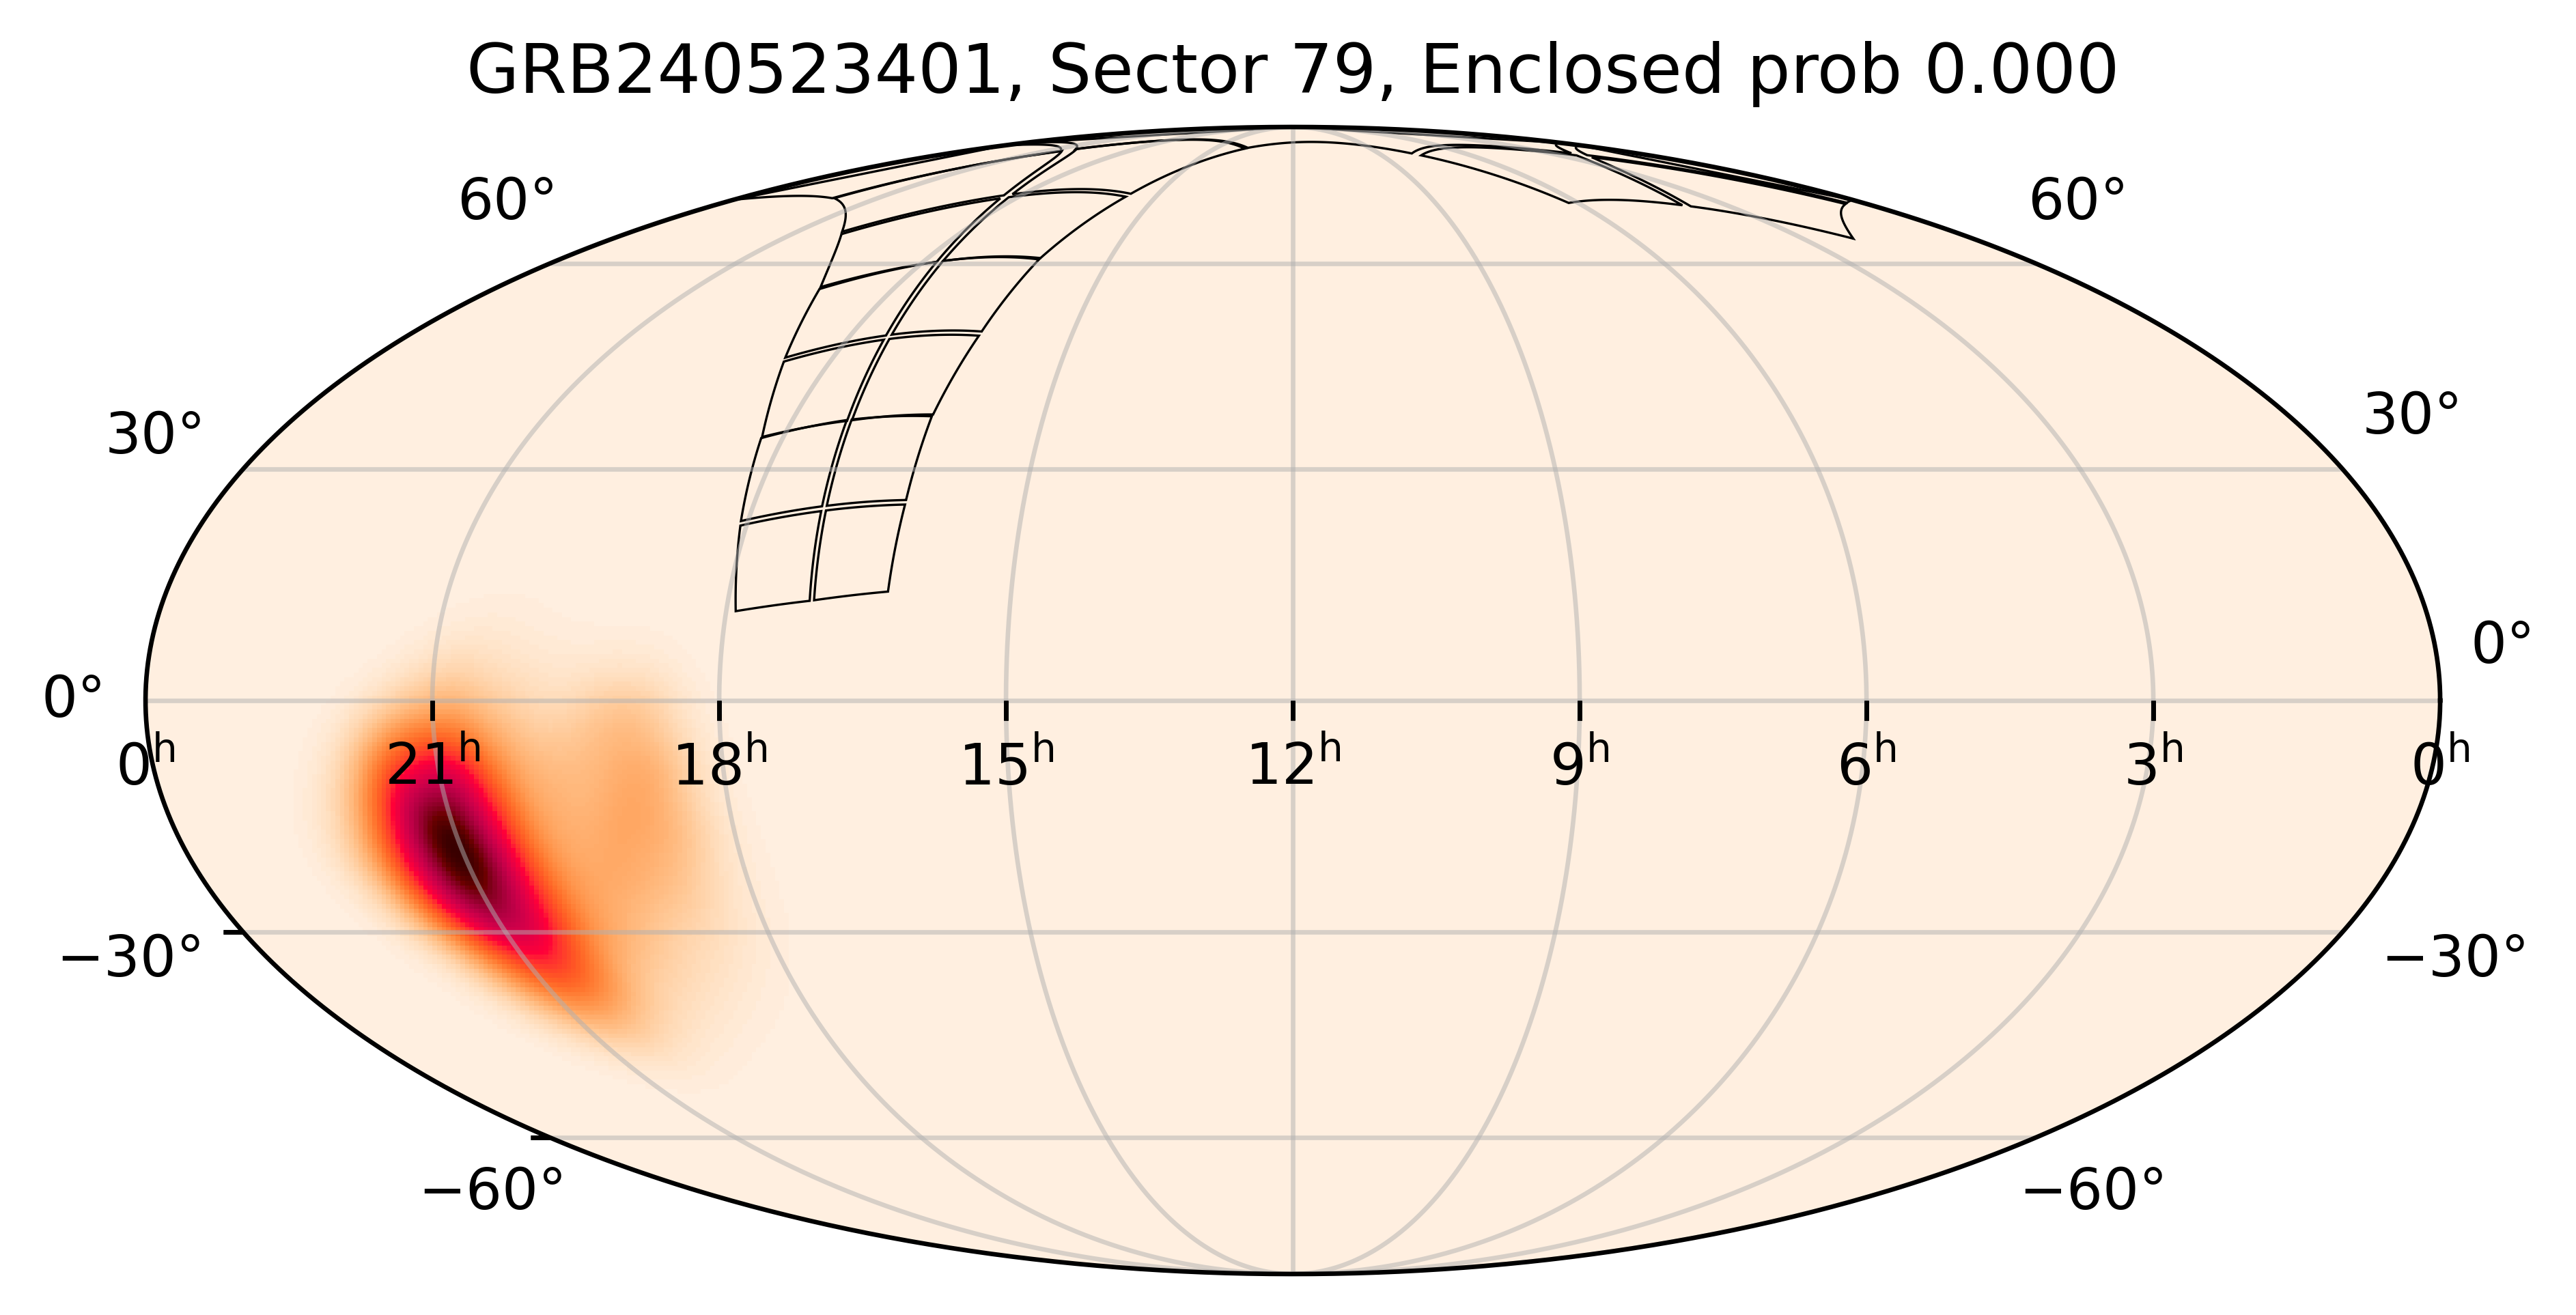 GRB240523401, Sector 79, Enclosed prob 0.000
60° 60°
30° 30°
0° 0°
0ʰ 21ʰ 18ʰ 15ʰ 12ʰ 9ʰ 6ʰ 3ʰ 0ʰ
−30° −30°
−60° −60°